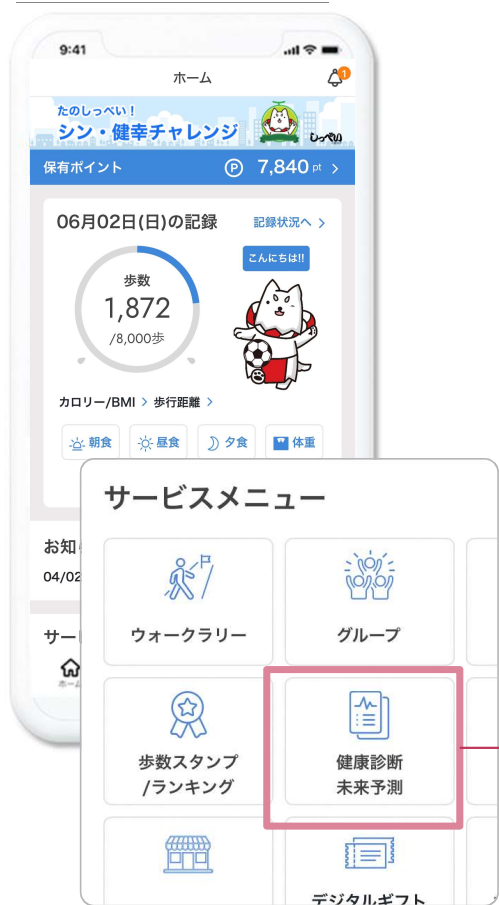 9:41
ホーム
1
たのしっぺい!
シン・健幸チャレンジ
しっぺい
保有ポイント
P 7,840 pt >
06月02日(日)の記録
記録状況へ >
こんにちは!!
歩数
1,872
/8,000歩
カロリー/BMI > 歩行距離 >
朝食
昼食
夕食
体重
サービスメニュー
お知
04/02
サー
ホーム
ウォークラリー
グループ
歩数スタンプ
/ランキング
健康診断
未来予測
デジタルギフト